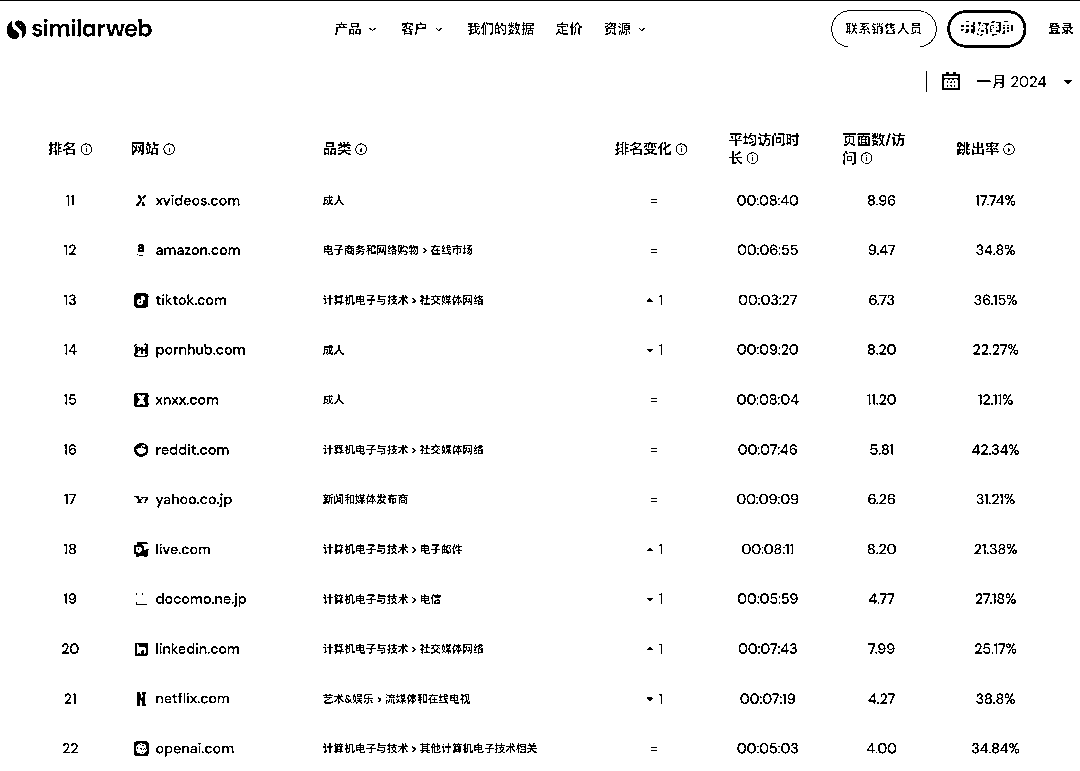 similarweb 产品 客户 我们的数据 定价 资源 联系销售人员 登录
一月 2024
排名 网站 品类 排名变化 平均访问时长 页面数/访问 跳出率
11 xvideos.com 成人 = 00:08:40 8.96 17.74%
12 amazon.com 电子商务和网络购物 > 在线市场 = 00:06:55 9.47 34.8%
13 tiktok.com 计算机电子与技术 > 社交媒体网络 1 00:03:27 6.73 36.15%
14 pornhub.com 成人 1 00:09:20 8.20 22.27%
15 xnxx.com 成人 = 00:08:04 11.20 12.11%
16 reddit.com 计算机电子与技术 > 社交媒体网络 = 00:07:46 5.81 42.34%
17 yahoo.co.jp 新闻和媒体发布商 = 00:09:09 6.26 31.21%
18 live.com 计算机电子与技术 > 电子邮件 1 00:08:11 8.20 21.38%
19 docomo.ne.jp 计算机电子与技术 > 电信 1 00:05:59 4.77 27.18%
20 linkedin.com 计算机电子与技术 > 社交媒体网络 1 00:07:43 7.99 25.17%
21 netflix.com 艺术&娱乐 > 流媒体和在线电视 1 00:07:19 4.27 38.8%
22 openai.com 计算机电子与技术 > 其他计算机电子技术相关 = 00:05:03 4.00 34.84%